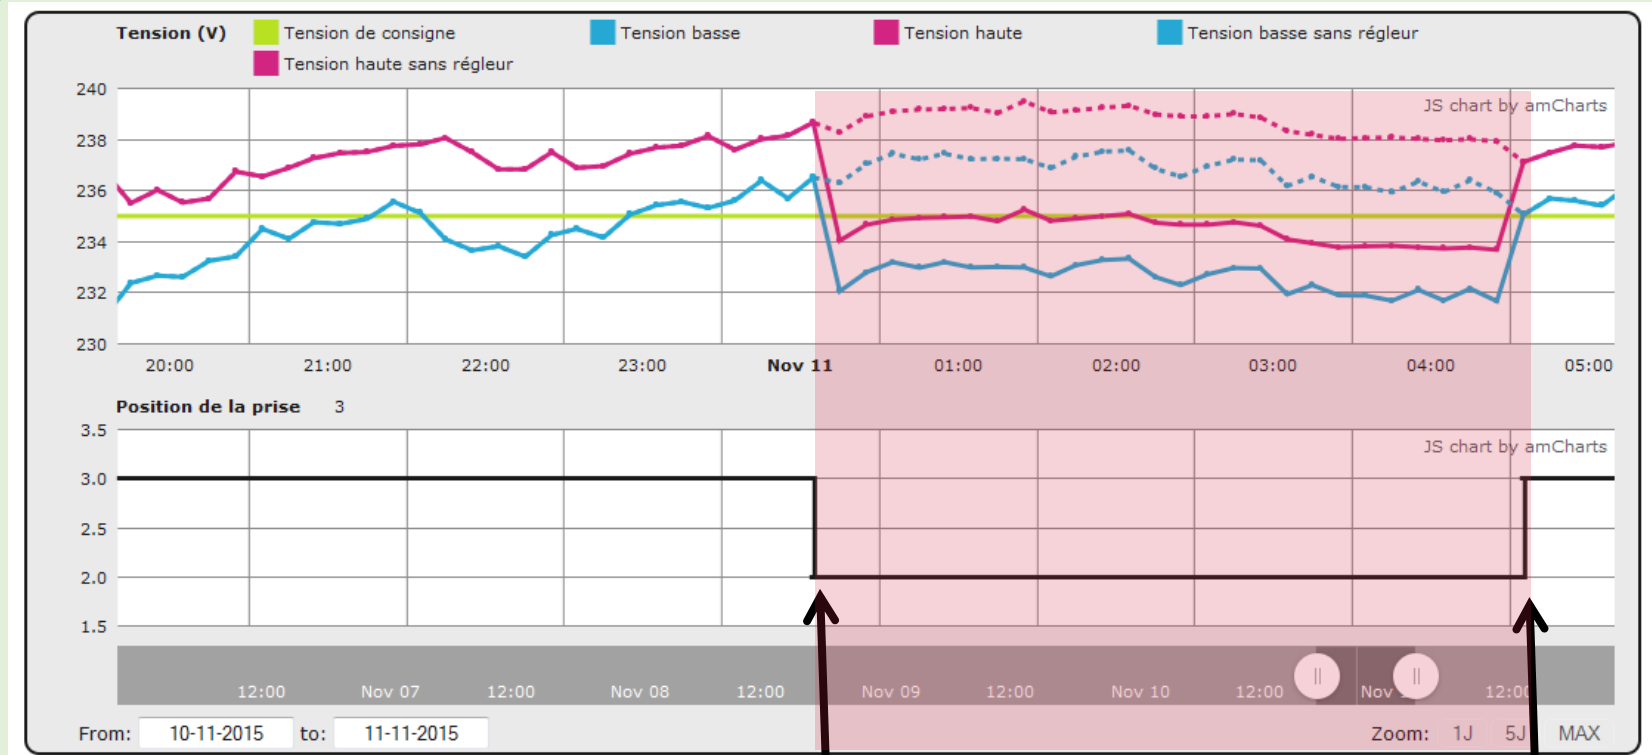 Tension (V) Tension de consigne Tension basse Tension haute Tension basse sans régleur
Tension haute sans régleur
240
JS chart by amCharts
238
236
234
232
230
20:00 21:00 22:00 23:00 Nov 11 01:00 02:00 03:00 04:00 05:00
Position de la prise 3
3.5
JS chart by amCharts
3.0
2.5
2.0
1.5
12:00 Nov 07 12:00 Nov 08 12:00 Nov 09 12:00 Nov 10 12:00 Nov 12:00
From: 10-11-2015 to: 11-11-2015 Zoom: 1J 5J MAX